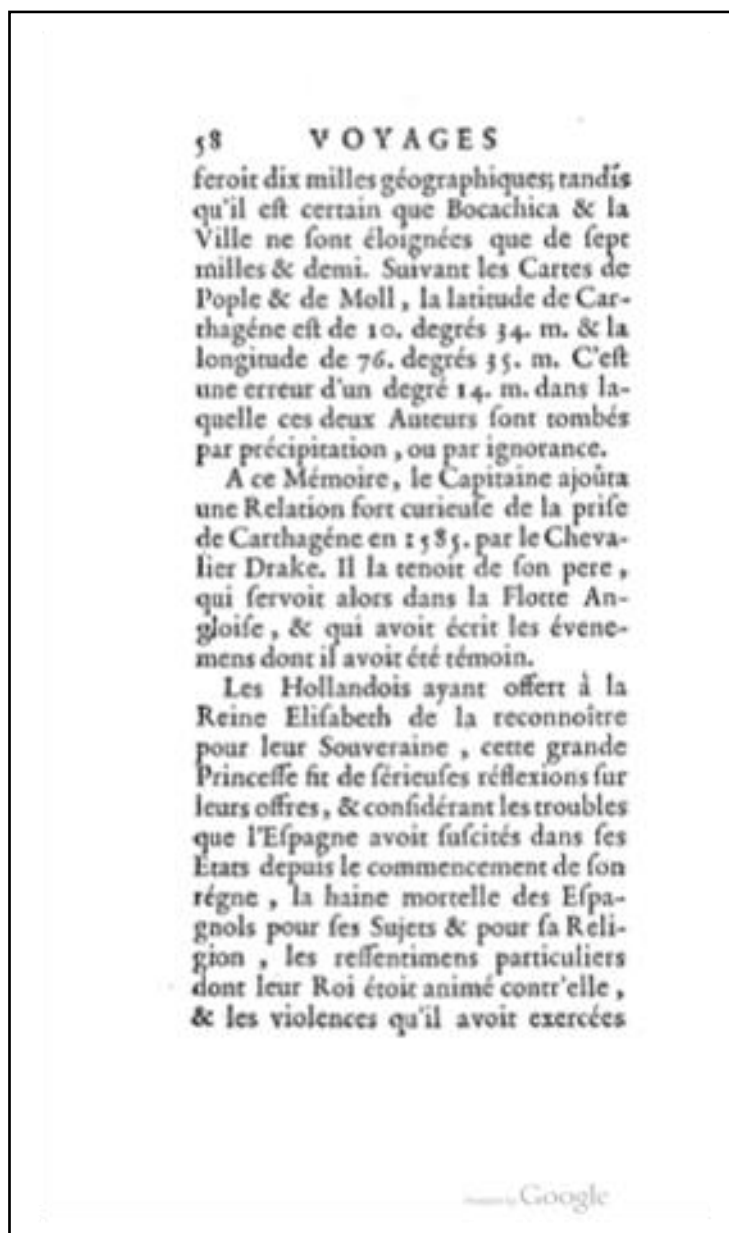 58 VOYAGES
feroit dix milles géographiques; tandis
qu'il eſt certain que Bocachica & la
Ville ne ſont éloignées que de ſept
milles & demi. Suivant les Cartes de
Pople & de Moll, la latitude de Car-
thagéne eſt de 10. degrés 34. m. & la
longitude de 76. degrés 35. m. C'eſt
une erreur d'un degré 14. m. dans la-
quelle ces deux Auteurs ſont tombés
par précipitation, ou par ignorance.
A ce Mémoire, le Capitaine ajoûta
une Relation fort curieuſe de la priſe
de Carthagéne en 1585. par le Cheva-
lier Drake. Il la tenoit de ſon pere,
qui ſervoit alors dans la Flotte An-
gloiſe, & qui avoit écrit les évene-
mens dont il avoit été témoin.
Les Hollandois ayant offert à la
Reine Eliſabeth de la reconnoître
pour leur Souveraine, cette grande
Princeſſe fit de ſérieuſes réflexions ſur
leurs offres, & conſidérant les troubles
que l'Eſpagne avoit ſuſcités dans ſes
Etats depuis le commencement de ſon
régne, la haine mortelle des Eſpa-
gnols pour ſes Sujets & pour ſa Reli-
gion, les reſſentimens particuliers
dont leur Roi étoit animé contr'elle,
& les violences qu'il avoit exercées
Google